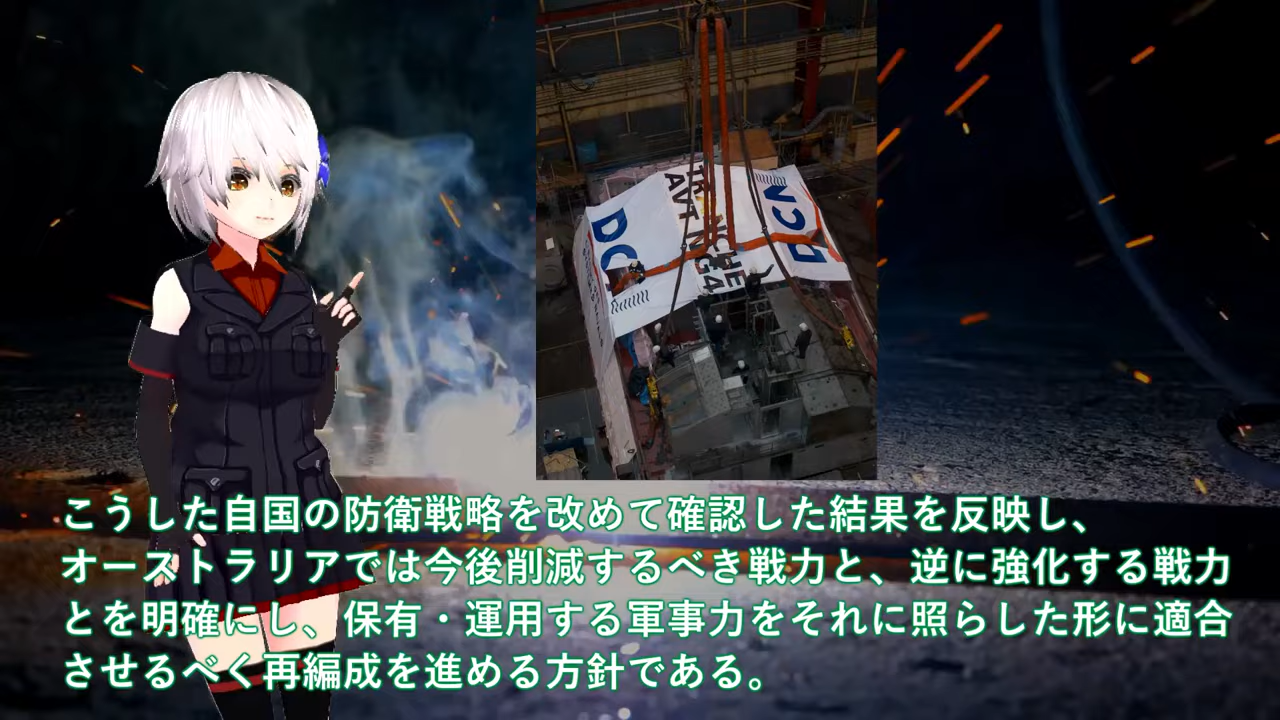 DCN
TRANCHE
AVT NG4
DC
こうした自国の防衛戦略を改めて確認した結果を反映し、
オーストラリアでは今後削減するべき戦力と、逆に強化する戦力
とを明確にし、保有・運用する軍事力をそれに照らした形に適合
させるべく再編成を進める方針である。